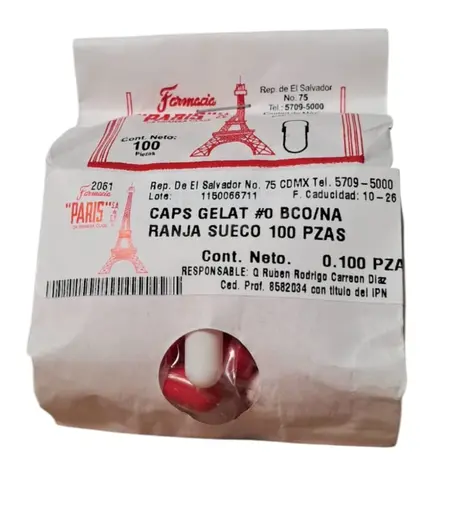 Farmacia
"PARIS"
Rep. de El Salvador
No. 75
Tel.: 5709-5000
Cont. Neto:
100
Piezas
2061
"PARIS"
Rep. De El Salvador No. 75 CDMX Tel. 5709-5000
Lote: 1150066711 F. Caducidad: 10-26
CAPS GELAT #0 BCO/NA
RANJA SUECO 100 PZAS
Cont. Neto. 0.100 PZA
RESPONSABLE: Q Ruben Rodrigo Carreon Diaz
Ced. Prof. 8582034 con titulo del IPN